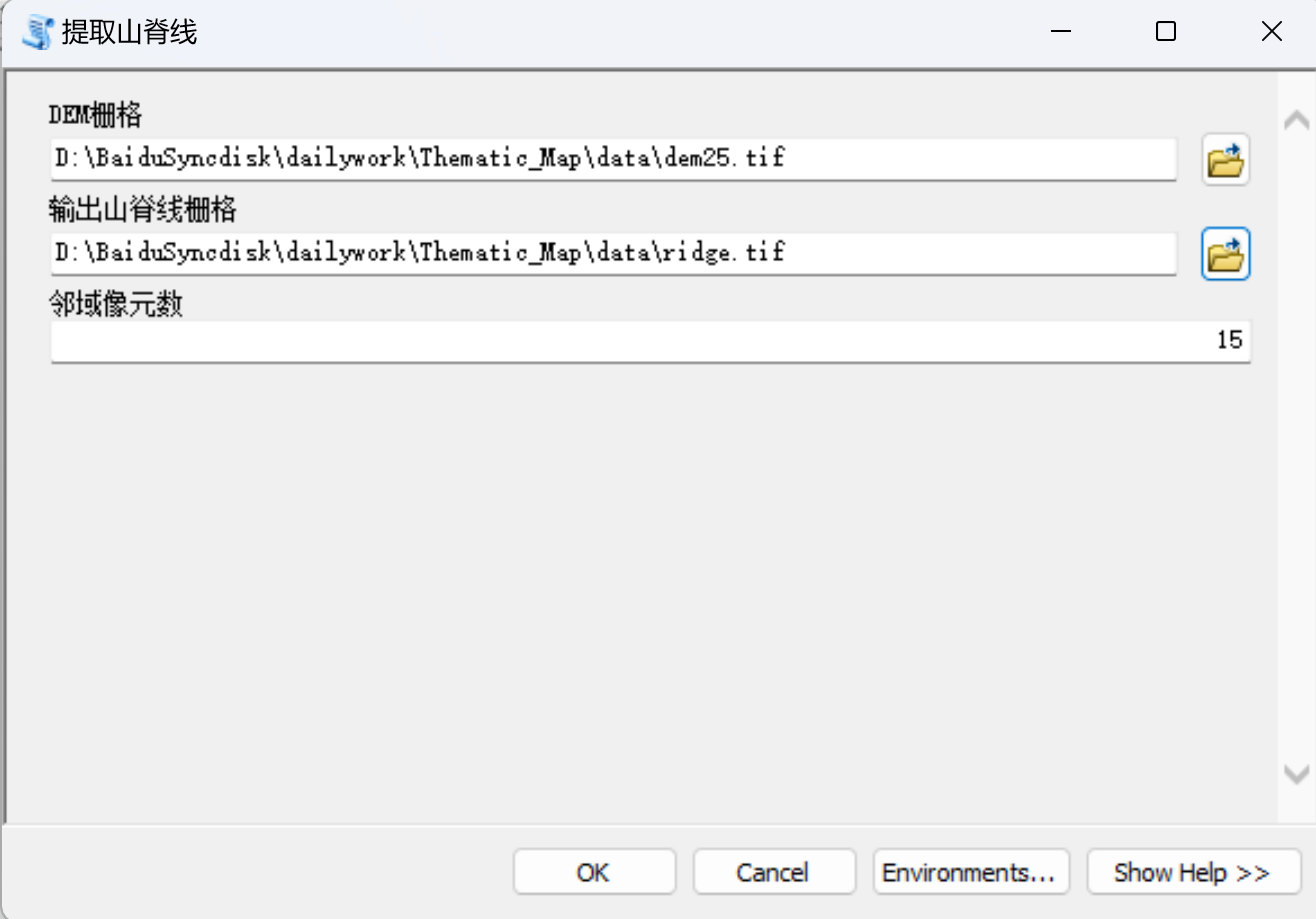 提取山脊线
DEM栅格
D:\BaiduSyncdisk\dailywork\Thematic_Map\data\dem25.tif
输出山脊线栅格
D:\BaiduSyncdisk\dailywork\Thematic_Map\data\ridge.tif
邻域像元数
15
OK Cancel Environments... Show Help >>